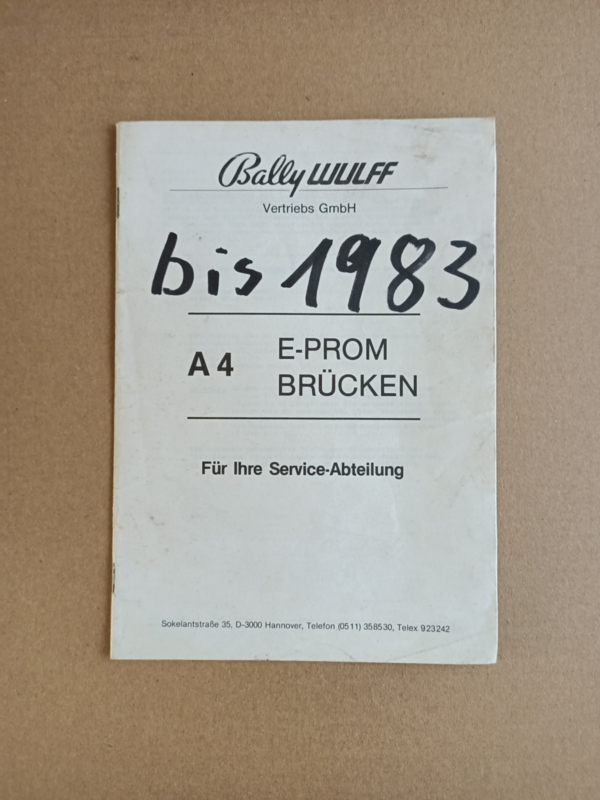 Bally WULFF
Vertriebs GmbH
bis 1983
A 4
E-PROM
BRÜCKEN
Für Ihre Service-Abteilung
Sokelantstraße 35, D-3000 Hannover, Telefon (0511) 358530, Telex 923242